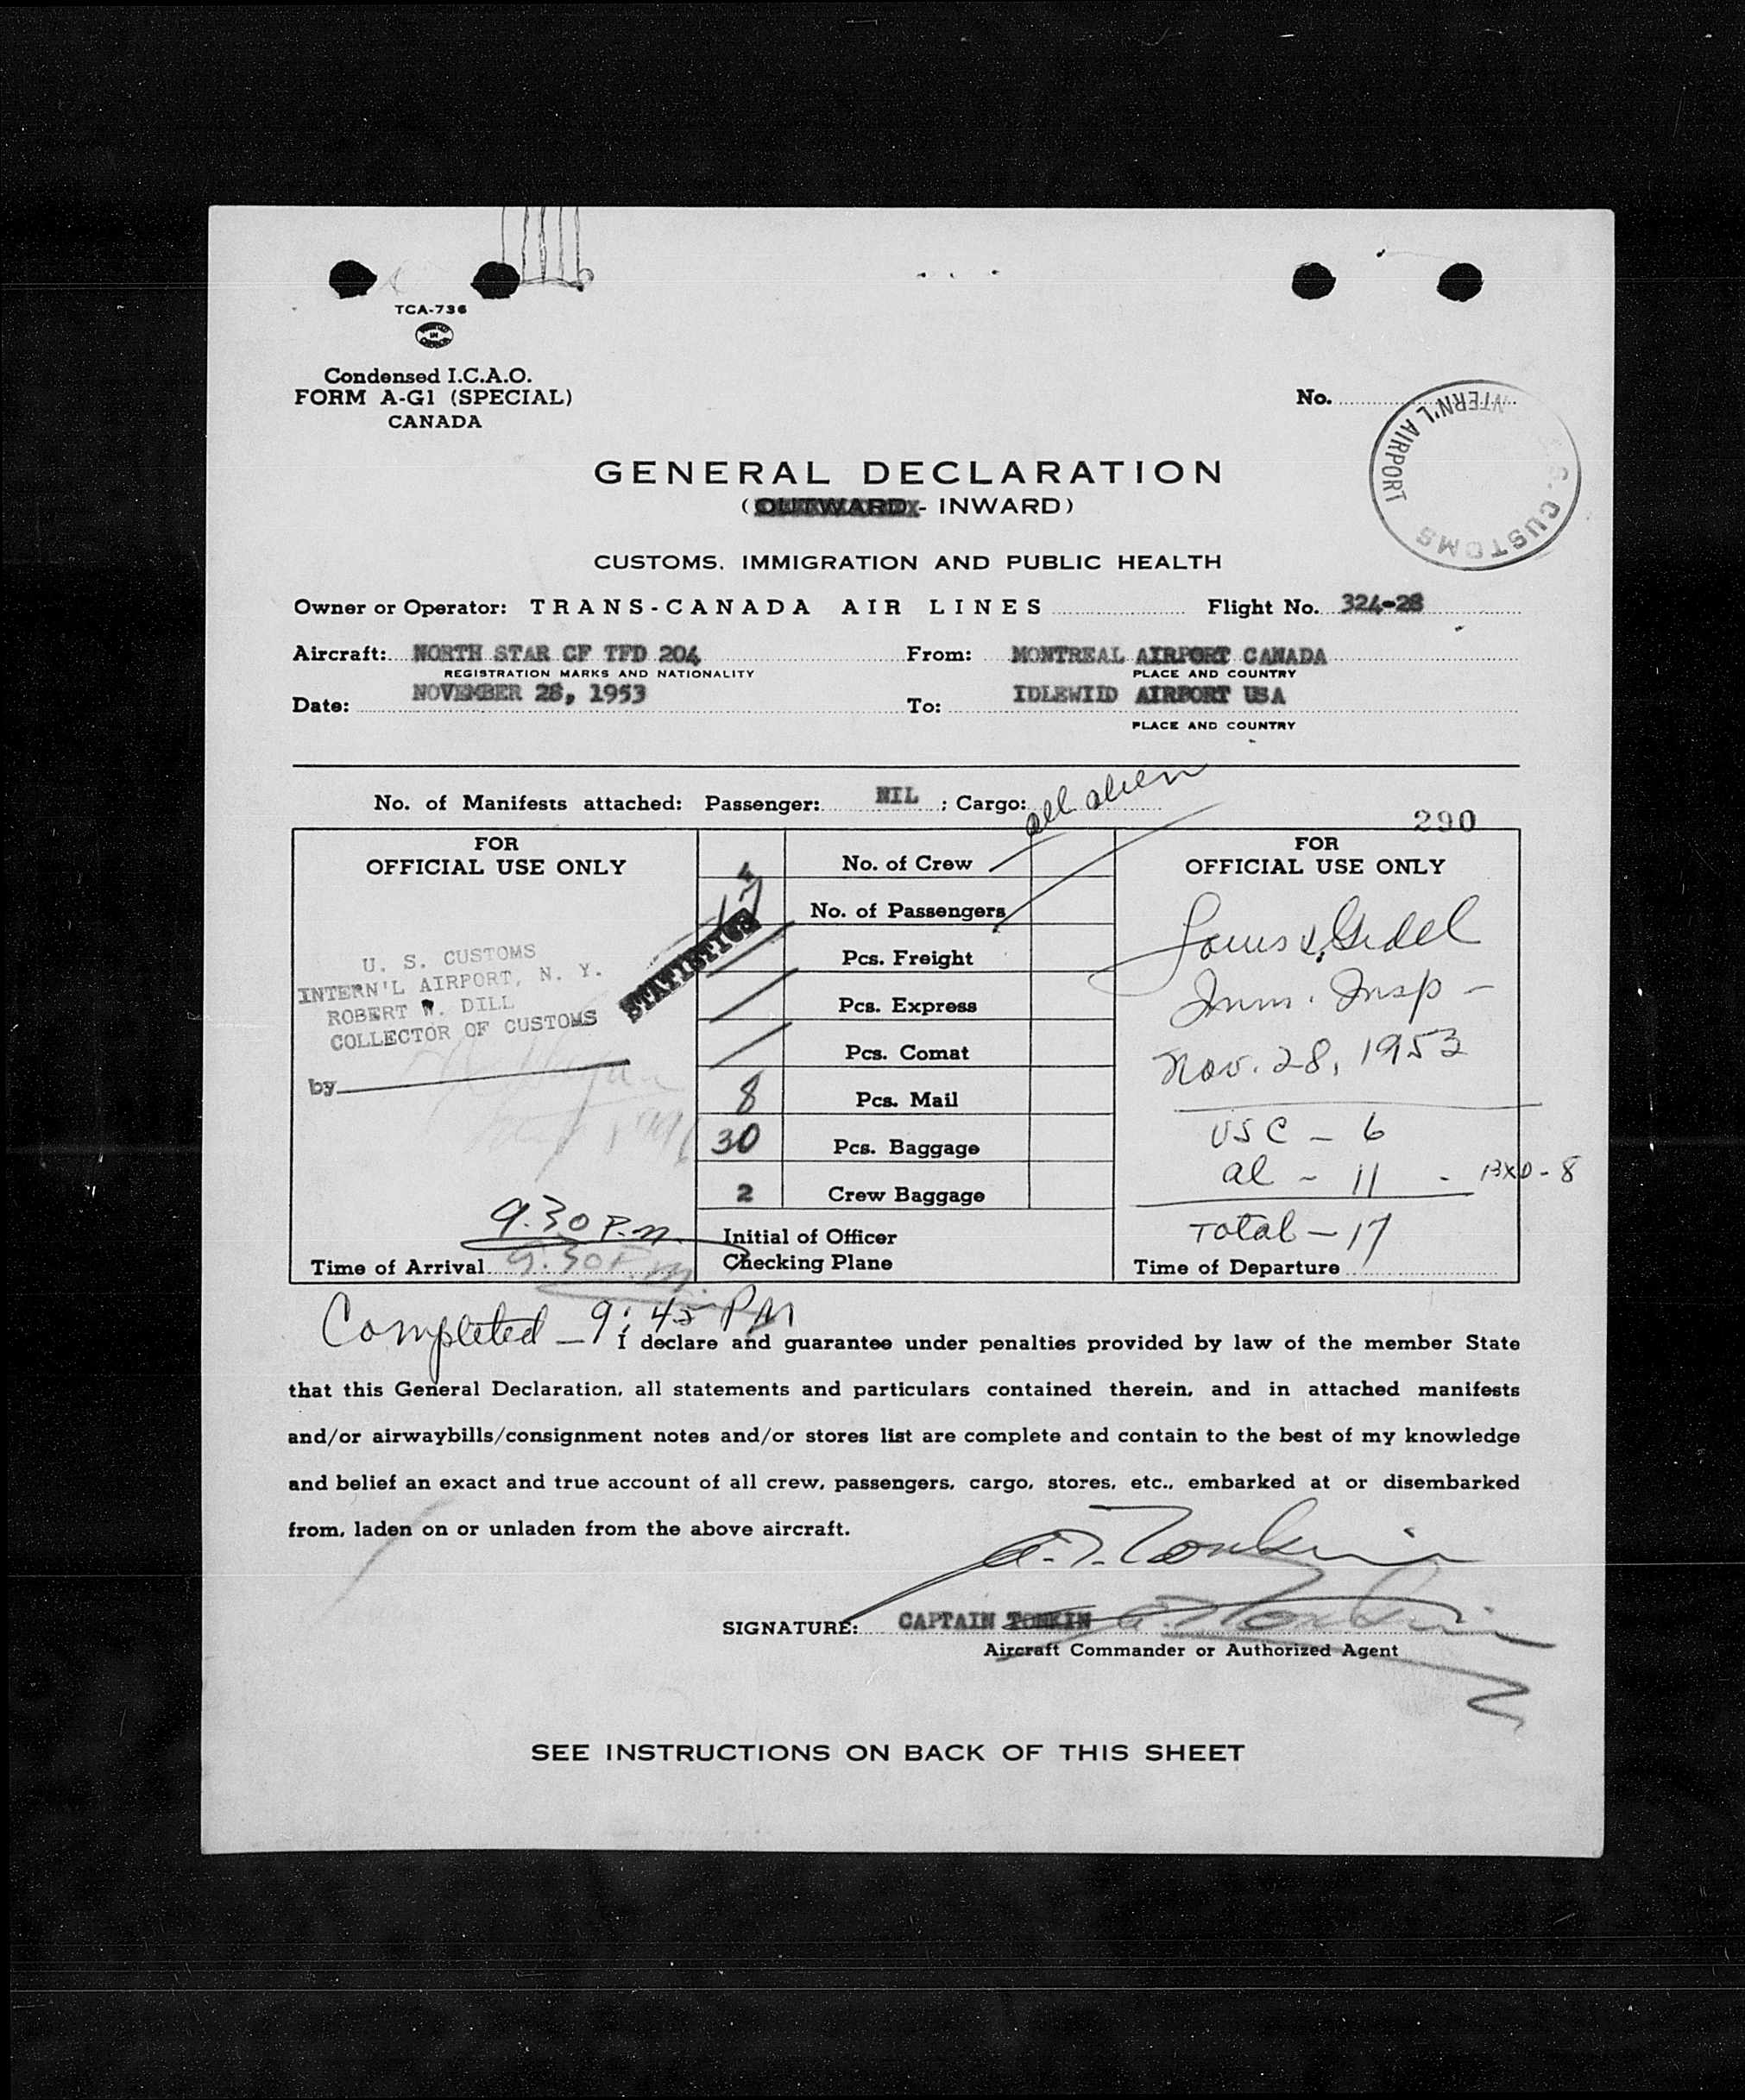 TCA-736
Condensed I.C.A.O.
FORM A-G1 (SPECIAL)
CANADA
No.
INTERN'L AIRPORT
U.S. CUSTOMS
GENERAL DECLARATION
(OUTWARD - INWARD)
CUSTOMS, IMMIGRATION AND PUBLIC HEALTH
Owner or Operator: TRANS-CANADA AIR LINES Flight No. 324-28
Aircraft: NORTH STAR CF TFD 204 From: MONTREAL AIRPORT CANADA
REGISTRATION MARKS AND NATIONALITY PLACE AND COUNTRY
Date: NOVEMBER 28, 1953 To: IDLEWILD AIRPORT USA
PLACE AND COUNTRY
No. of Manifests attached: Passenger: NIL ; Cargo:
all alien
290
FOR
OFFICIAL USE ONLY
U. S. CUSTOMS
INTERN'L AIRPORT, N. Y.
ROBERT W. DILL
COLLECTOR OF CUSTOMS
by
9.30 P.m.
Time of Arrival 9.30 P.m.
STATISTICS
4 No. of Crew
17 No. of Passengers
Pcs. Freight
Pcs. Express
Pcs. Comat
8 Pcs. Mail
30 Pcs. Baggage
2 Crew Baggage
Initial of Officer
Checking Plane
FOR
OFFICIAL USE ONLY
Imm. Insp -
Nov. 28, 1953
USC - 6
al - 11 - BXD - 8
Total - 17
Time of Departure
Completed - 9:45 PM
I declare and guarantee under penalties provided by law of the member State
that this General Declaration, all statements and particulars contained therein, and in attached manifests
and/or airwaybills/consignment notes and/or stores list are complete and contain to the best of my knowledge
and belief an exact and true account of all crew, passengers, cargo, stores, etc., embarked at or disembarked
from, laden on or unladen from the above aircraft.
SIGNATURE: CAPTAIN TONKIN
Aircraft Commander or Authorized Agent
SEE INSTRUCTIONS ON BACK OF THIS SHEET